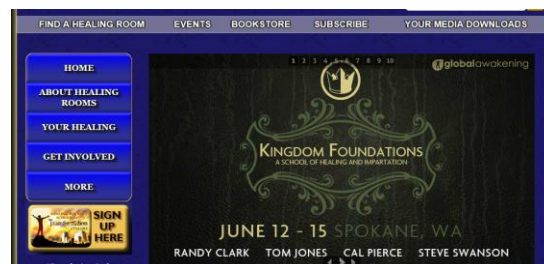 FIND A HEALING ROOM EVENTS BOOKSTORE SUBSCRIBE YOUR MEDIA DOWNLOADS
HOME
ABOUT HEALING
ROOMS
YOUR HEALING
GET INVOLVED
MORE
SIGN
UP
HERE
1 2 3 4 5 6 7 8 9 10
globalawakening
KINGDOM FOUNDATIONS
A SCHOOL OF HEALING AND IMPARTATION
JUNE 12 - 15 SPOKANE, WA
RANDY CLARK TOM JONES CAL PIERCE STEVE SWANSON